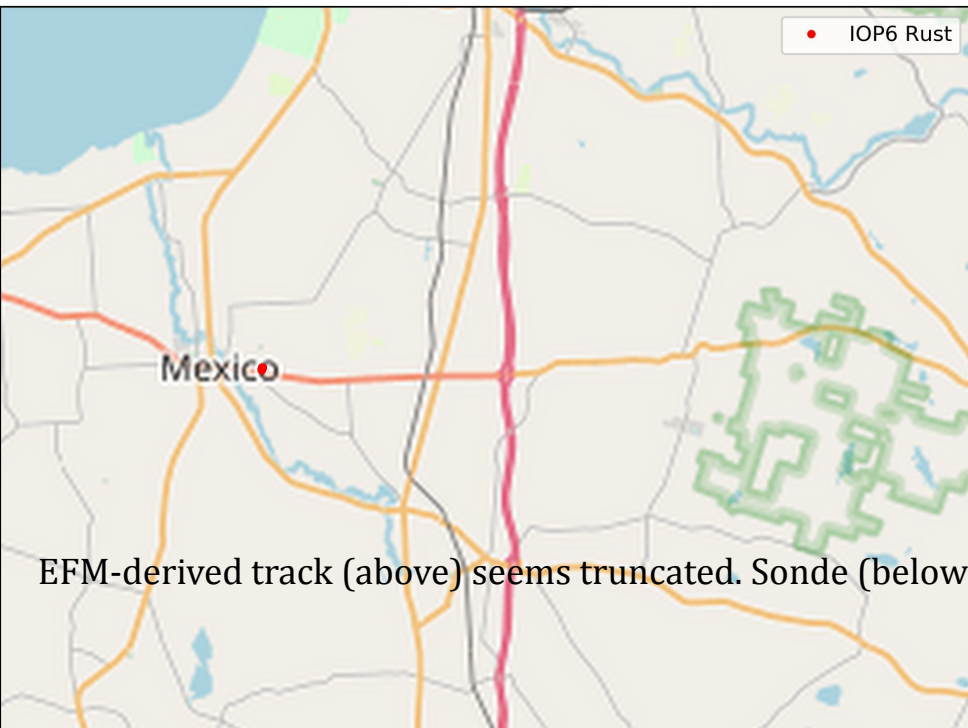 IOP6 Rust
Mexico
EFM-derived track (above) seems truncated. Sonde (below